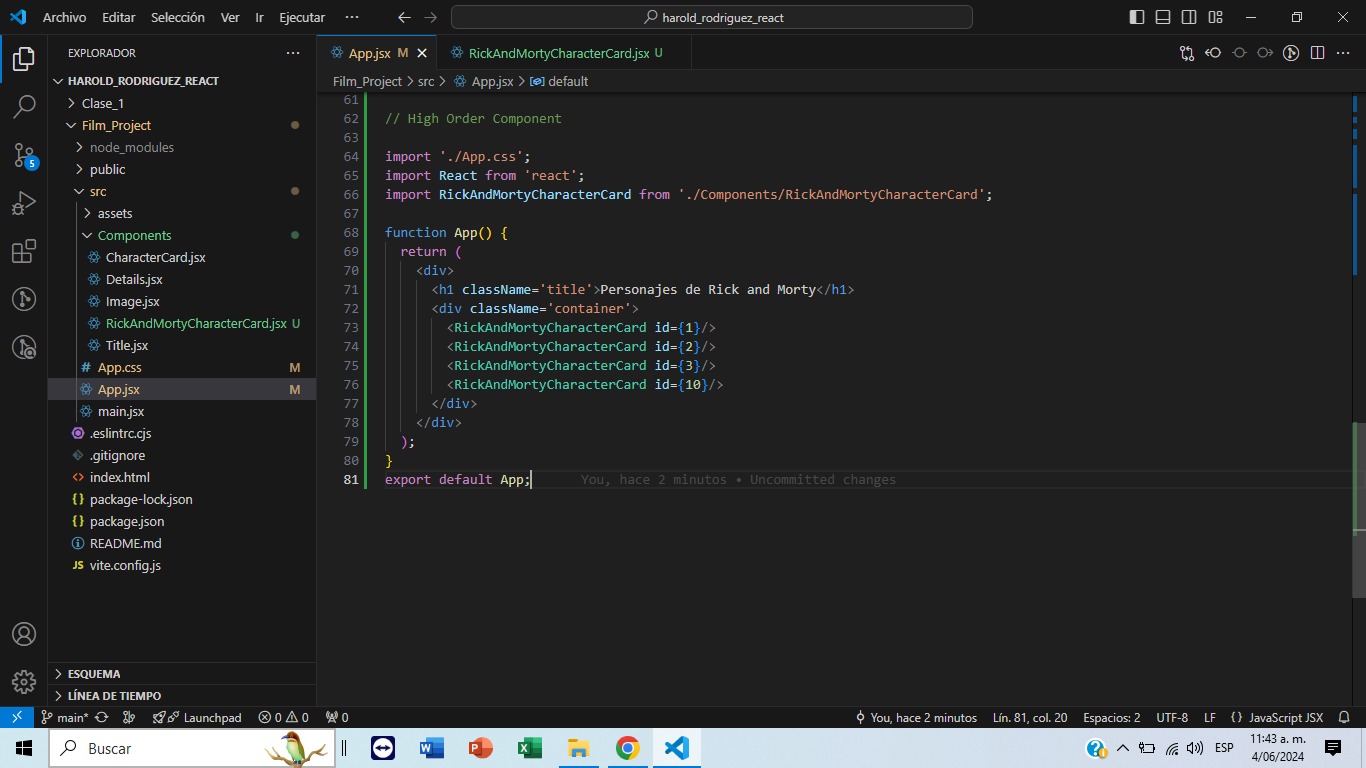 Archivo Editar Selección Ver Ir Ejecutar ··· harold_rodriguez_react
EXPLORADOR ···
HAROLD_RODRIGUEZ_REACT
Clase_1
Film_Project
node_modules
public
src
assets
Components
CharacterCard.jsx
Details.jsx
Image.jsx
RickAndMortyCharacterCard.jsx U
Title.jsx
# App.css M
App.jsx M
main.jsx
.eslintrc.cjs
.gitignore
index.html
{} package-lock.json
{} package.json
README.md
JS vite.config.js
ESQUEMA
LÍNEA DE TIEMPO
5
App.jsx M RickAndMortyCharacterCard.jsx U
Film_Project > src > App.jsx > default
61
62 // High Order Component
63
64 import './App.css';
65 import React from 'react';
66 import RickAndMortyCharacterCard from './Components/RickAndMortyCharacterCard';
67
68 function App() {
69 return (
70 <div>
71 <h1 className='title'>Personajes de Rick and Morty</h1>
72 <div className='container'>
73 <RickAndMortyCharacterCard id={1}/>
74 <RickAndMortyCharacterCard id={2}/>
75 <RickAndMortyCharacterCard id={3}/>
76 <RickAndMortyCharacterCard id={10}/>
77 </div>
78 </div>
79 );
80 }
81 export default App; You, hace 2 minutos • Uncommitted changes
main* Launchpad 0 0 0 You, hace 2 minutos Lín. 81, col. 20 Espacios: 2 UTF-8 LF {} JavaScript JSX
Buscar ESP 11:43 a. m.
4/06/2024